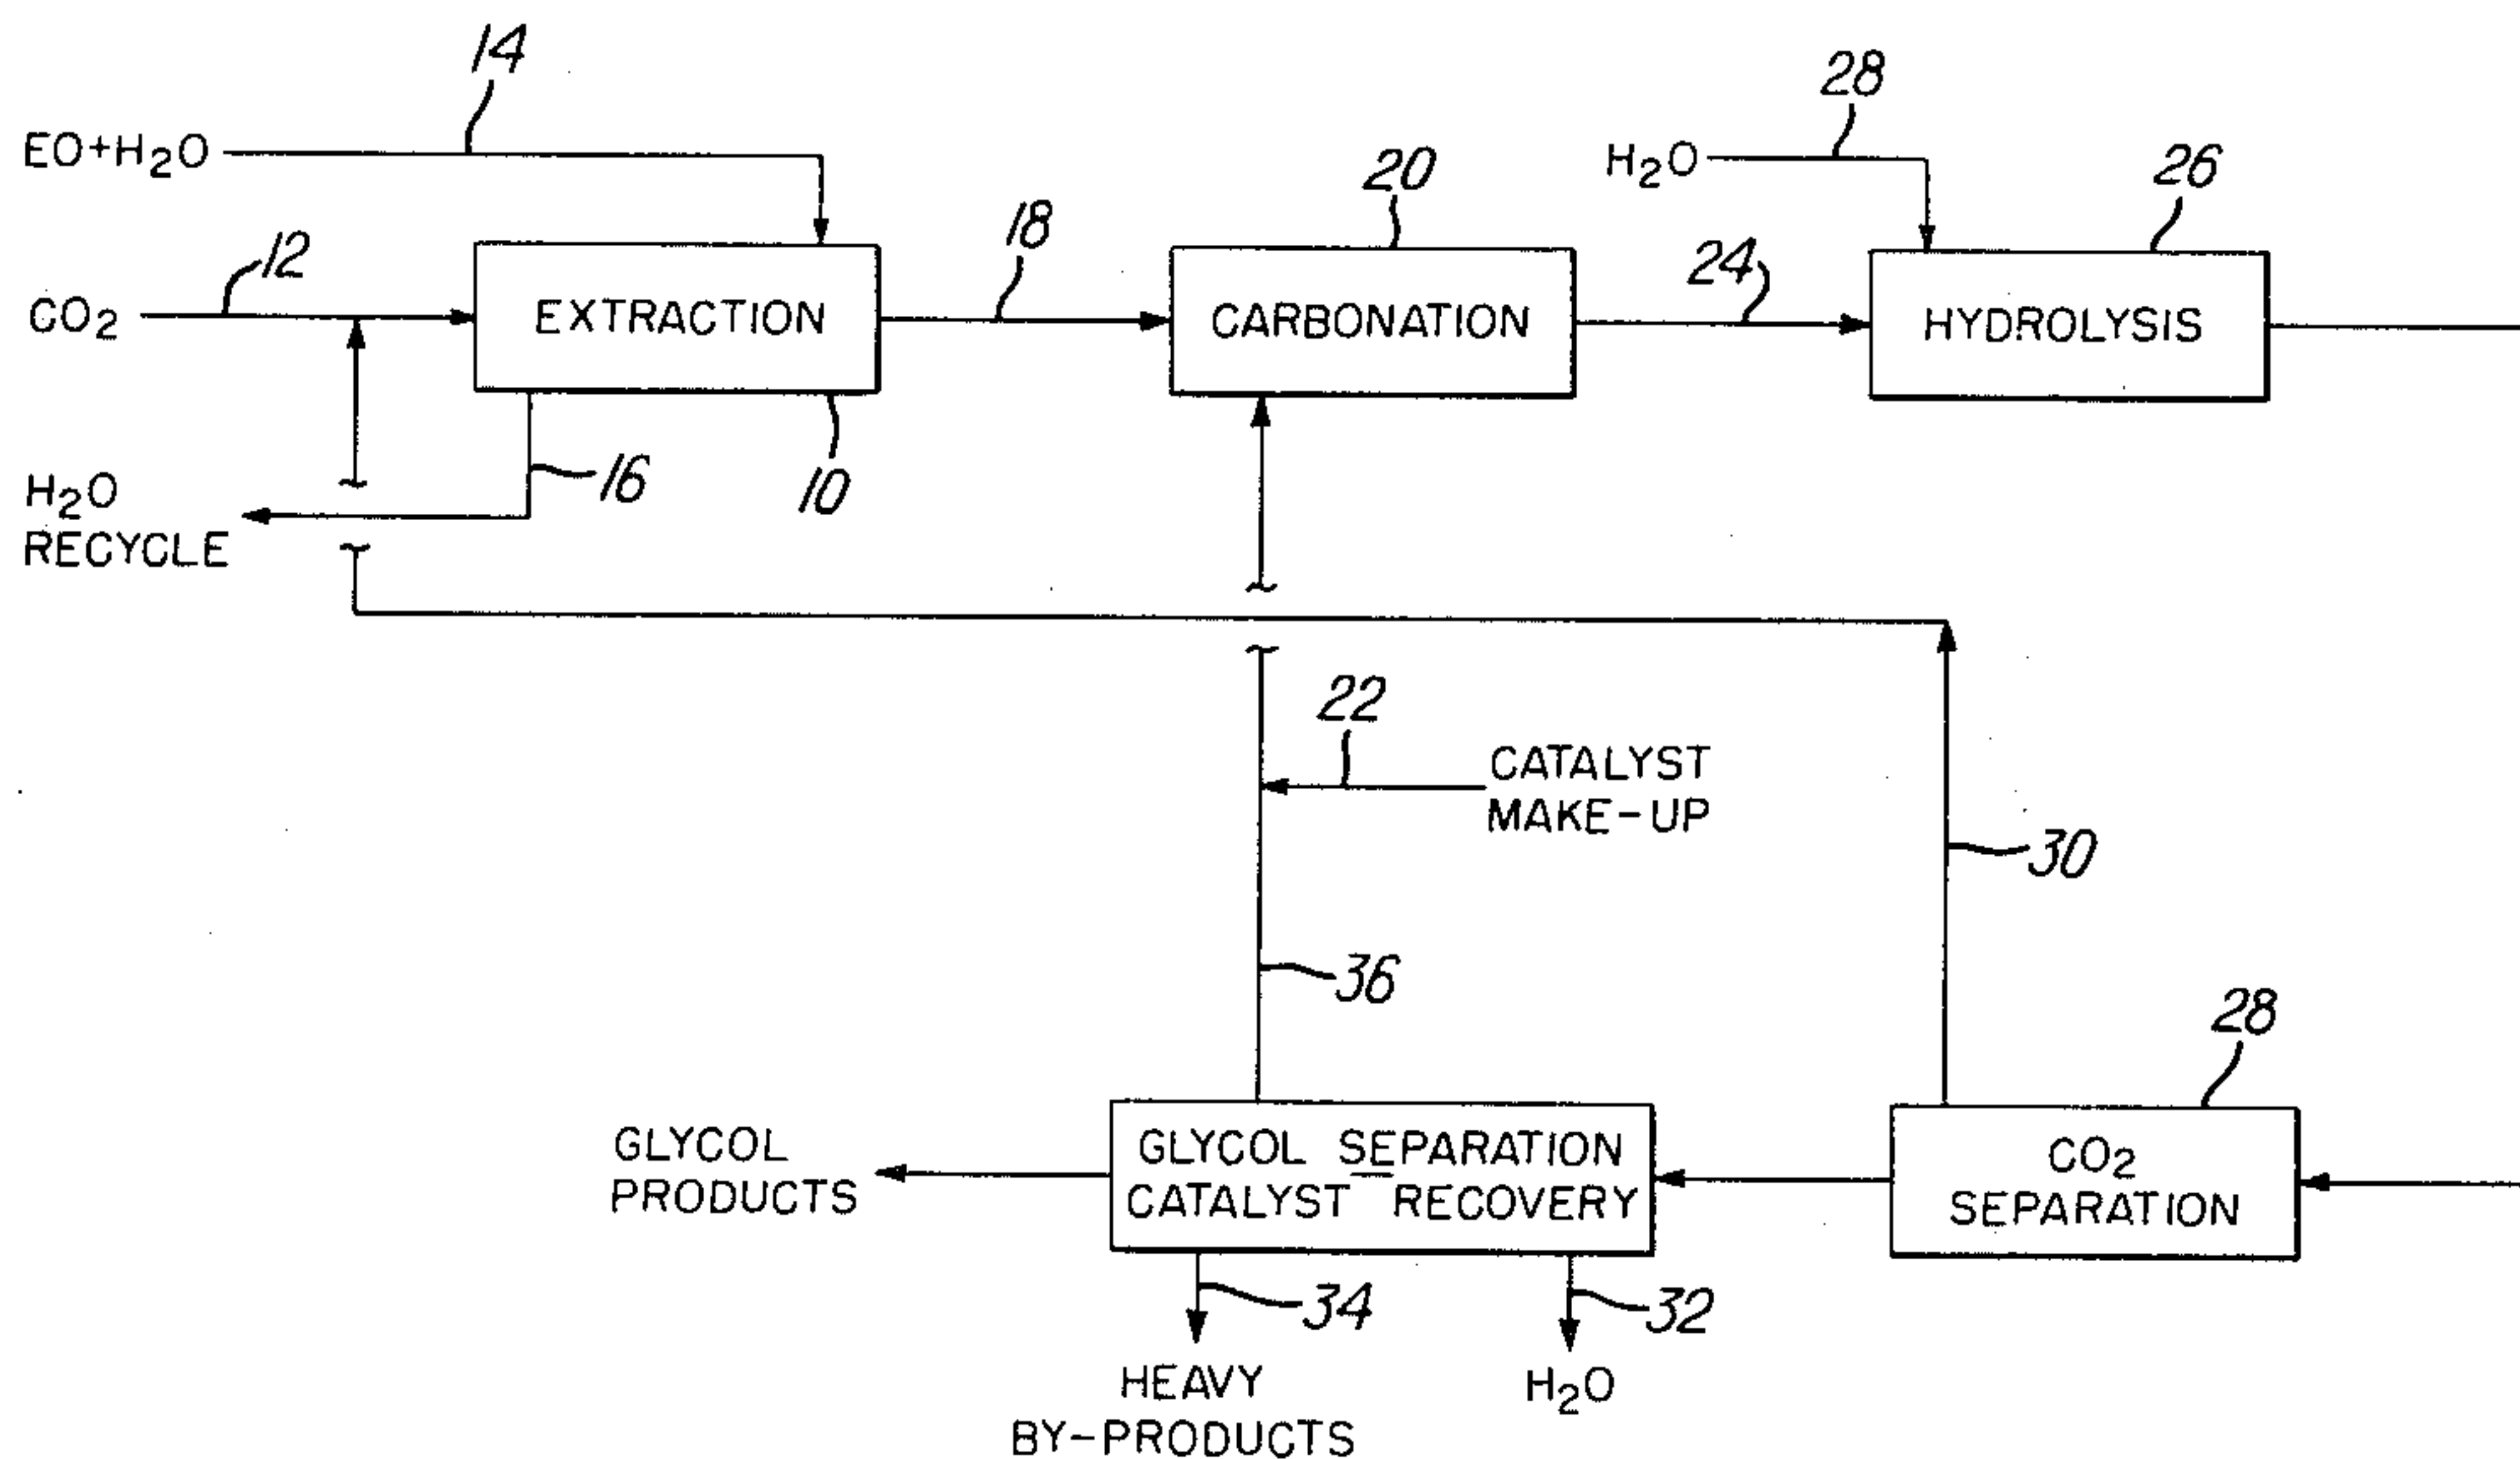 14
28
EO+H₂O
H₂O
20
26
18
12
24
CO₂
EXTRACTION
CARBONATION
HYDROLYSIS
16
10
H₂O
RECYCLE
22
CATALYST
MAKE-UP
30
36
28
GLYCOL
PRODUCTS
GLYCOL SEPARATION
CATALYST RECOVERY
CO₂
SEPARATION
34
32
HEAVY
BY-PRODUCTS
H₂O